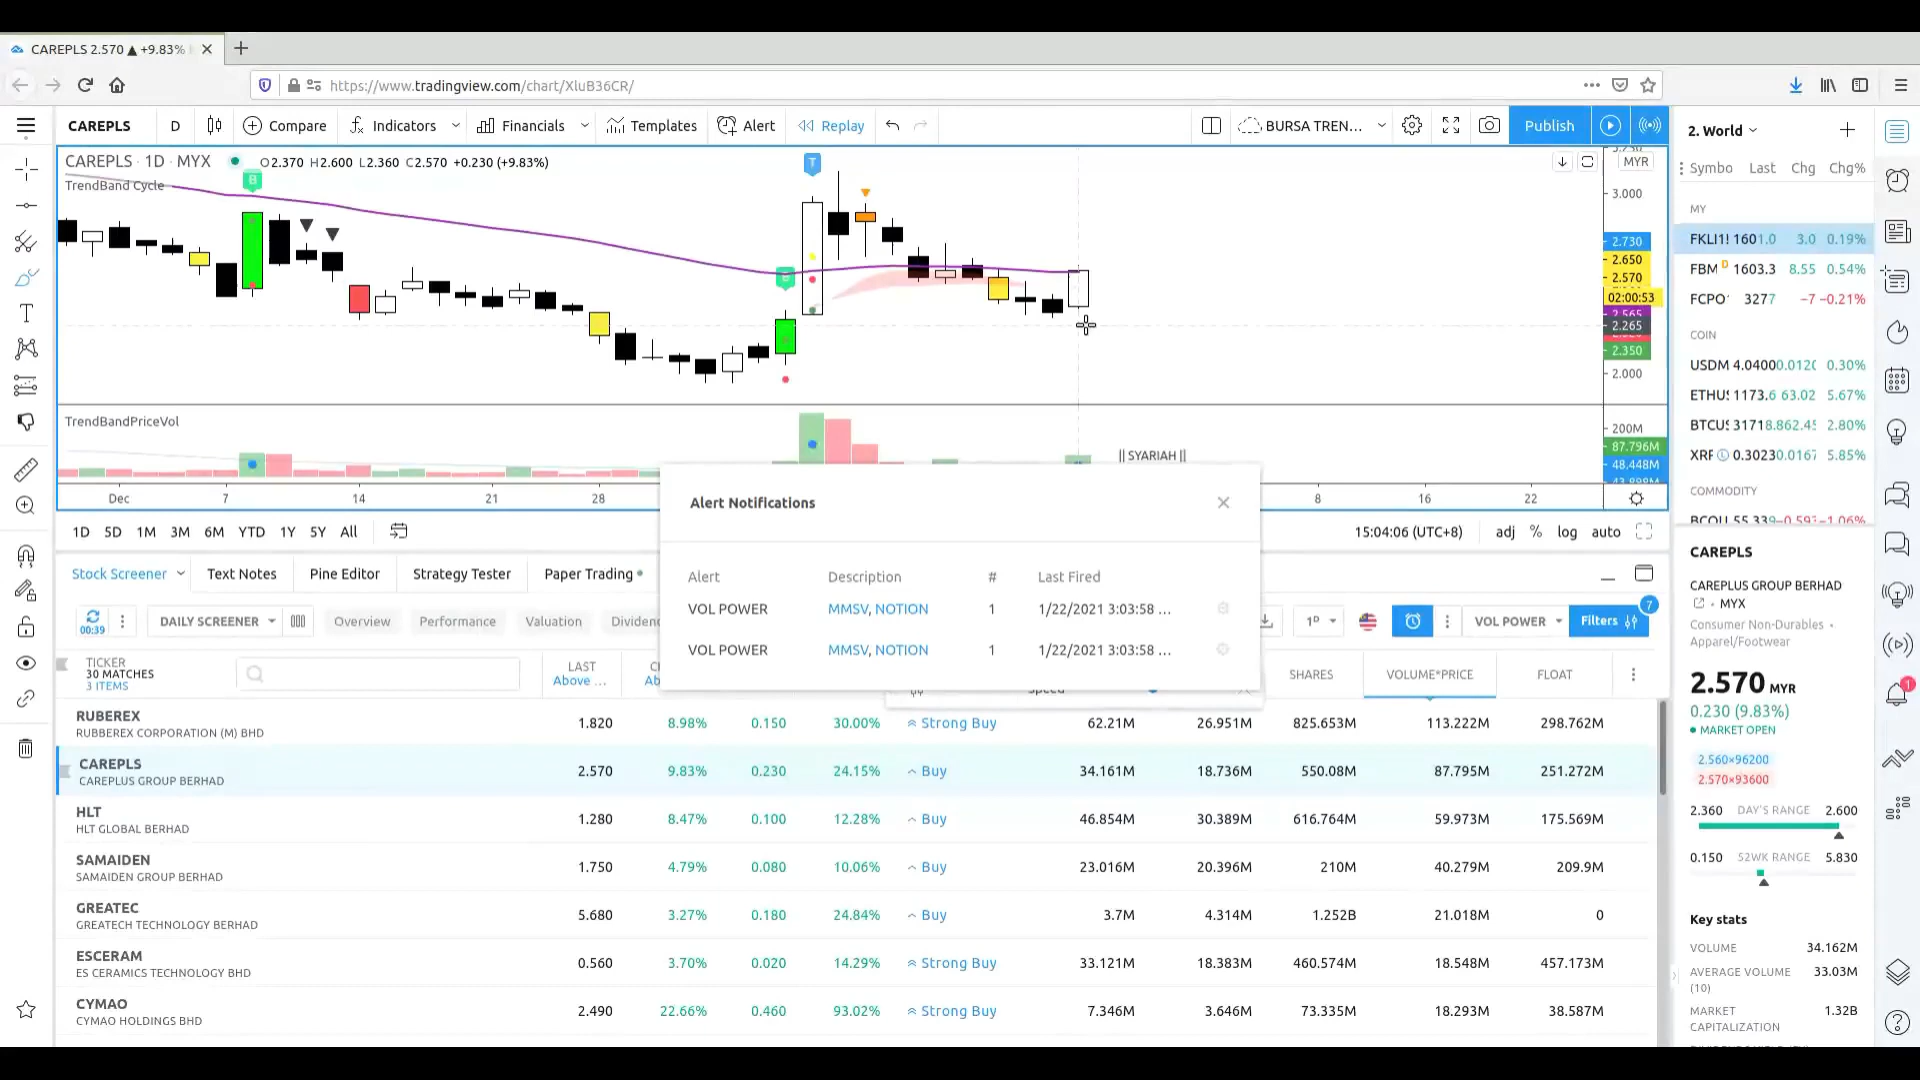 CAREPLS 2.570 ▲ +9.83%
https://www.tradingview.com/chart/XluB36CR/
CAREPLS D Compare Indicators Financials Templates Alert Replay BURSA TREN... Publish
CAREPLS · 1D · MYX O2.370 H2.600 L2.360 C2.570 +0.230 (+9.83%)
TrendBand Cycle
B
T
MYR
3.000
2.730
2.650
2.570
02:00:53
2.265
2.350
2.000
TrendBandPriceVol
200M
87.796M
48.448M
|| SYARIAH ||
Dec 7 14 21 28 8 16 22
1D 5D 1M 3M 6M YTD 1Y 5Y All 15:04:06 (UTC+8) adj % log auto
Stock Screener Text Notes Pine Editor Strategy Tester Paper Trading
00:39 DAILY SCREENER Overview Performance Valuation Dividen 1D VOL POWER Filters 7
Alert Notifications
Alert Description # Last Fired
VOL POWER MMSV, NOTION 1 1/22/2021 3:03:58 ...
VOL POWER MMSV, NOTION 1 1/22/2021 3:03:58 ...
TICKER LAST SHARES VOLUME*PRICE FLOAT
30 MATCHES Above ... Ab
3 ITEMS
RUBEREX 1.820 8.98% 0.150 30.00% Strong Buy 62.21M 26.951M 825.653M 113.222M 298.762M
RUBBEREX CORPORATION (M) BHD
CAREPLS 2.570 9.83% 0.230 24.15% Buy 34.161M 18.736M 550.08M 87.795M 251.272M
CAREPLUS GROUP BERHAD
HLT 1.280 8.47% 0.100 12.28% Buy 46.854M 30.389M 616.764M 59.973M 175.569M
HLT GLOBAL BERHAD
SAMAIDEN 1.750 4.79% 0.080 10.06% Buy 23.016M 20.396M 210M 40.279M 209.9M
SAMAIDEN GROUP BERHAD
GREATEC 5.680 3.27% 0.180 24.84% Buy 3.7M 4.314M 1.252B 21.018M 0
GREATECH TECHNOLOGY BERHAD
ESCERAM 0.560 3.70% 0.020 14.29% Strong Buy 33.121M 18.383M 460.574M 18.548M 457.173M
ES CERAMICS TECHNOLOGY BHD
CYMAO 2.490 22.66% 0.460 93.02% Strong Buy 7.346M 3.646M 73.335M 18.293M 38.587M
CYMAO HOLDINGS BHD
2. World
Symbo Last Chg Chg%
MY
FKLI1! 1601.0 3.0 0.19%
FBM D 1603.3 8.55 0.54%
FCPO 3277 −7 −0.21%
COIN
USDM 4.0400 0.0120 0.30%
ETHUS 1173.6 63.02 5.67%
BTCUS 31718. 862.45 2.80%
XRF 0.3023 0.0167 5.85%
COMMODITY
CAREPLS
CAREPLUS GROUP BERHAD
MYX
Consumer Non-Durables •
Apparel/Footwear
2.570 MYR
0.230 (9.83%)
MARKET OPEN
2.560×96200
2.570×93600
2.360 DAY'S RANGE 2.600
0.150 52WK RANGE 5.830
Key stats
VOLUME 34.162M
AVERAGE VOLUME (10) 33.03M
MARKET CAPITALIZATION 1.32B
1